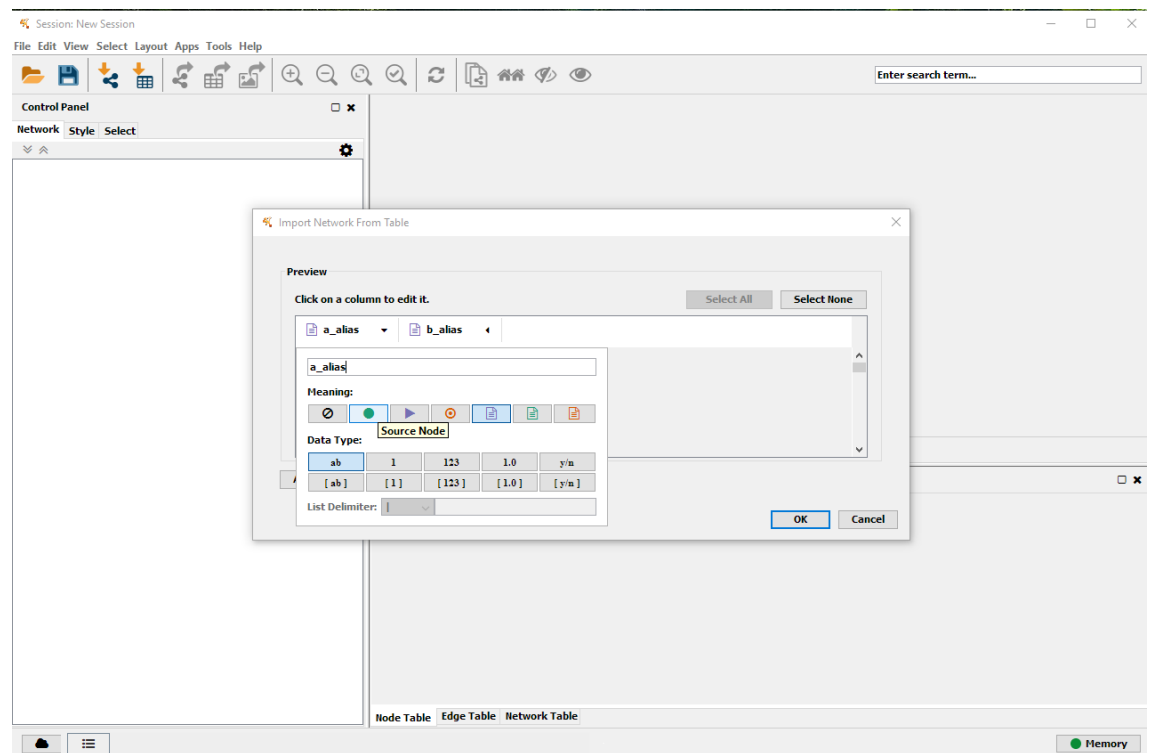 Session: New Session
File Edit View Select Layout Apps Tools Help
Enter search term...
Control Panel
Network Style Select
Import Network From Table
Preview
Click on a column to edit it.
Select All Select None
a_alias b_alias
a_alias
Meaning:
Source Node
Data Type:
ab 1 123 1.0 y/n
[ ab ] [ 1 ] [ 123 ] [ 1.0 ] [ y/n ]
List Delimiter: |
OK Cancel
Node Table Edge Table Network Table
Memory